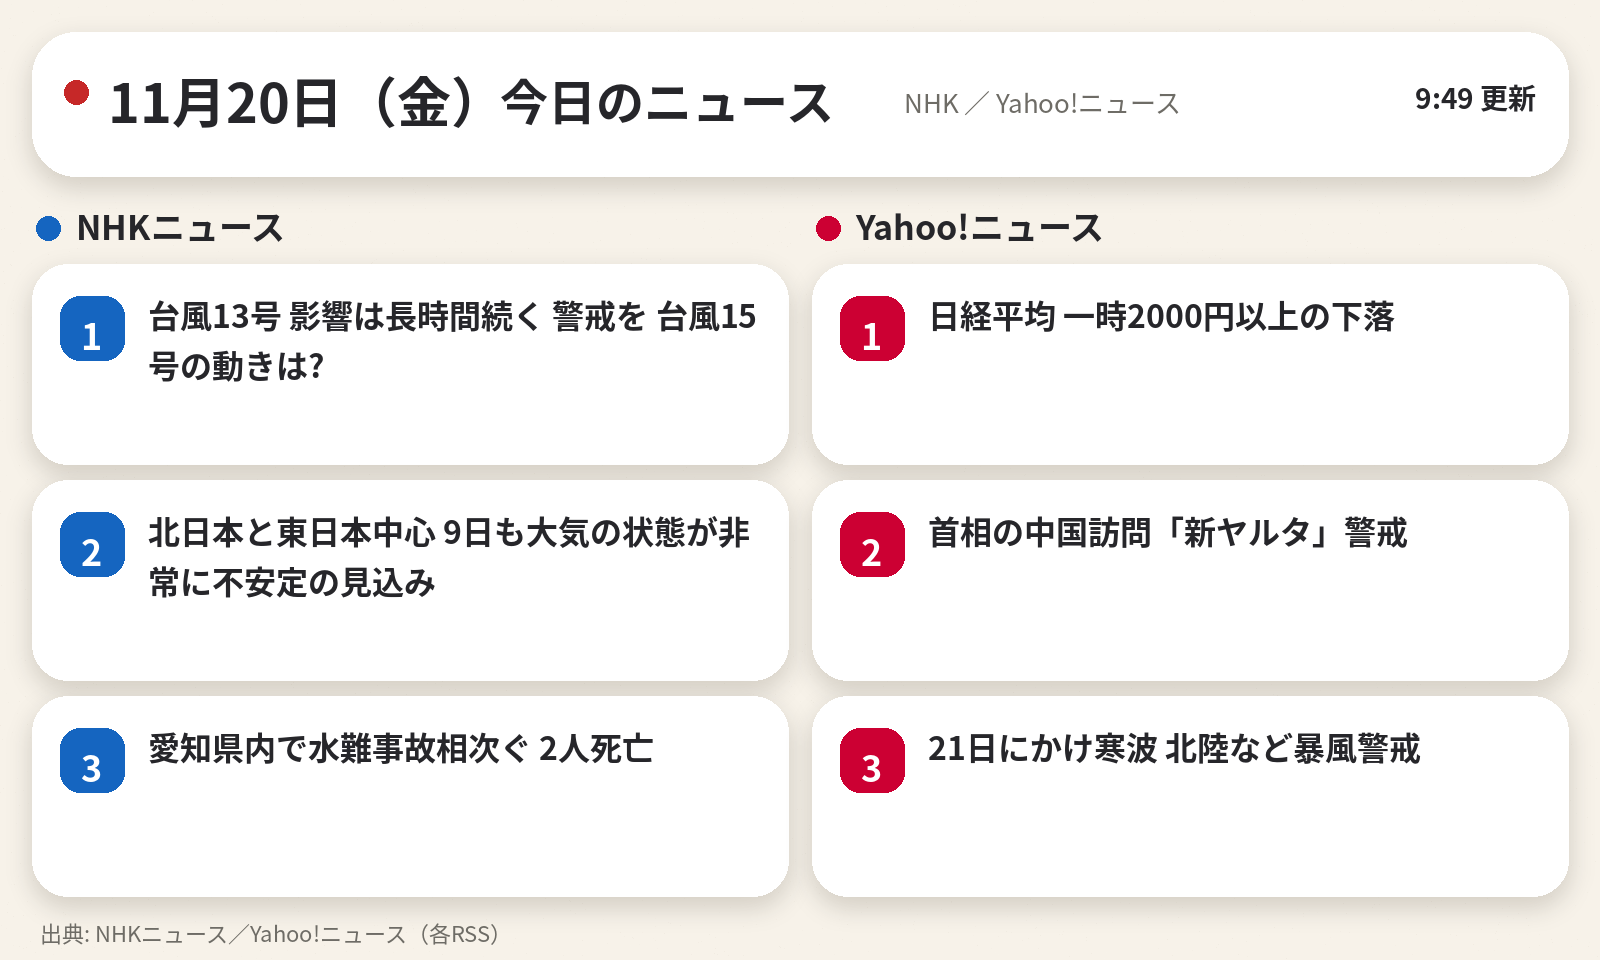 11月20日（金）今日のニュース
NHK ／ Yahoo!ニュース
9:49 更新
NHKニュース
1
台風13号 影響は長時間続く 警戒を 台風15
号の動きは?
2
北日本と東日本中心 9日も大気の状態が非
常に不安定の見込み
3
愛知県内で水難事故相次ぐ 2人死亡
Yahoo!ニュース
1
日経平均 一時2000円以上の下落
2
首相の中国訪問「新ヤルタ」警戒
3
21日にかけ寒波 北陸など暴風警戒
出典: NHKニュース／Yahoo!ニュース（各RSS）